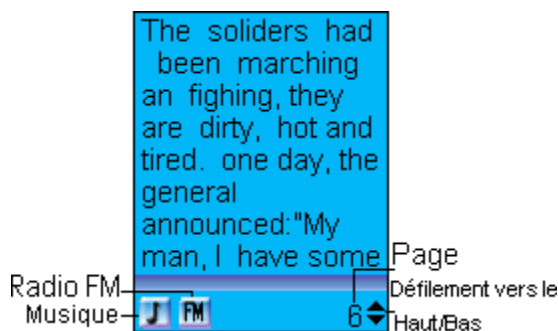 The soliders had
been marching
an fighing, they
are dirty, hot and
tired. one day, the
general
announced:"My
man, I have some
Page
Radio FM
Défilement vers le
Musique
FM
6
Haut/Bas